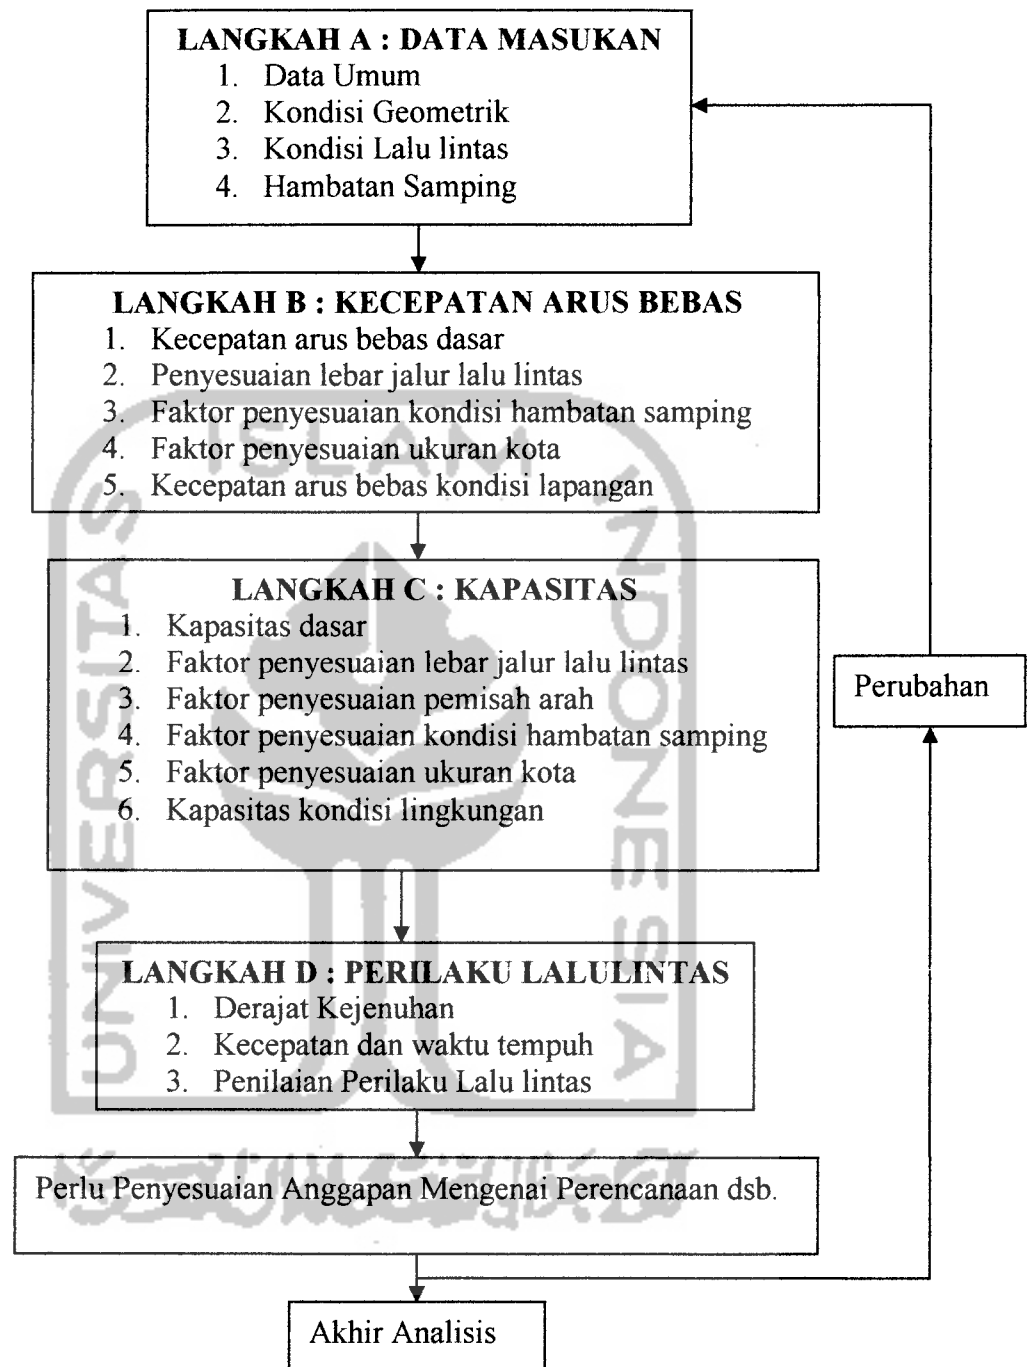 LANGKAH A : DATA MASUKAN
1. Data Umum
2. Kondisi Geometrik
3. Kondisi Lalu lintas
4. Hambatan Samping
LANGKAH B : KECEPATAN ARUS BEBAS
1. Kecepatan arus bebas dasar
2. Penyesuaian lebar jalur lalu lintas
3. Faktor penyesuaian kondisi hambatan samping
4. Faktor penyesuaian ukuran kota
5. Kecepatan arus bebas kondisi lapangan
LANGKAH C : KAPASITAS
1. Kapasitas dasar
2. Faktor penyesuaian lebar jalur lalu lintas
3. Faktor penyesuaian pemisah arah
4. Faktor penyesuaian kondisi hambatan samping
5. Faktor penyesuaian ukuran kota
6. Kapasitas kondisi lingkungan
Perubahan
LANGKAH D : PERILAKU LALULINTAS
1. Derajat Kejenuhan
2. Kecepatan dan waktu tempuh
3. Penilaian Perilaku Lalu lintas
Perlu Penyesuaian Anggapan Mengenai Perencanaan dsb.
Akhir Analisis
UNIVERSITAS
ISLAM
INDONESIA